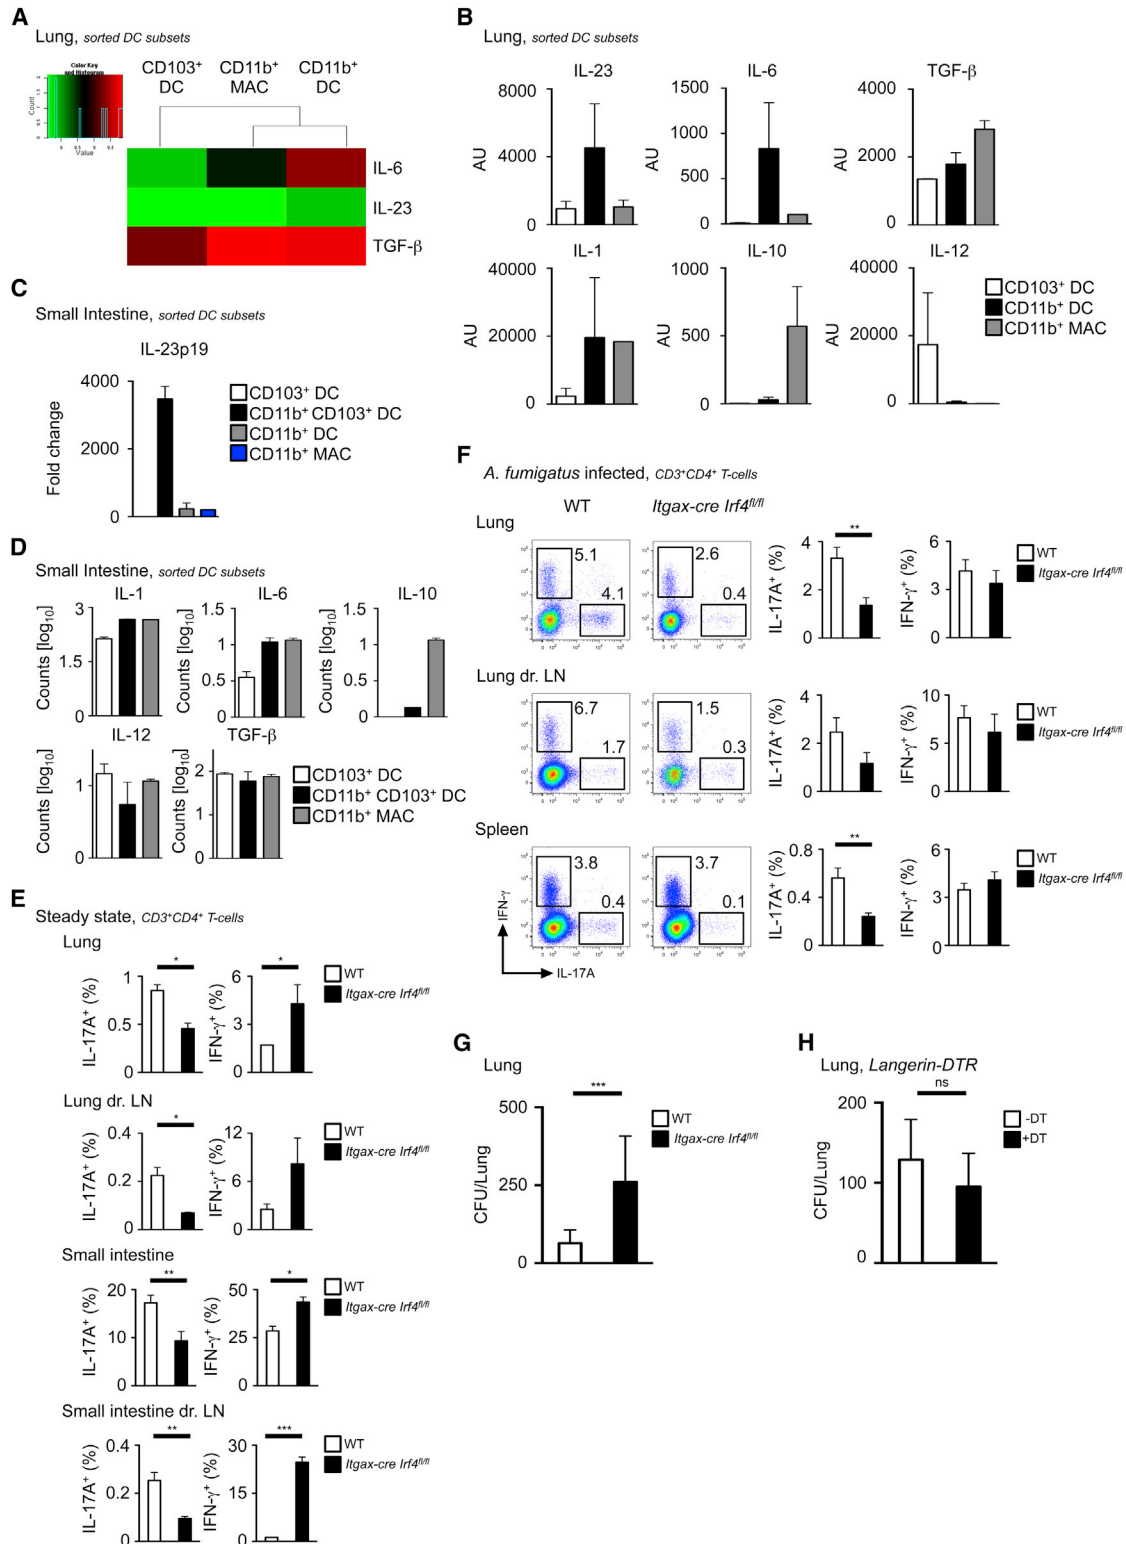 A
Lung, sorted DC subsets
Color Key
and Histogram
Count
Value
CD103+ DC
CD11b+ MAC
CD11b+ DC
IL-6
IL-23
TGF-β
B
Lung, sorted DC subsets
IL-23
AU
8000
4000
0
IL-6
AU
1500
1000
500
0
TGF-β
AU
4000
2000
0
IL-1
AU
40000
20000
0
IL-10
AU
1000
500
0
IL-12
AU
40000
20000
0
CD103+ DC
CD11b+ DC
CD11b+ MAC
C
Small Intestine, sorted DC subsets
IL-23p19
Fold change
4000
2000
0
CD103+ DC
CD11b+ CD103+ DC
CD11b+ DC
CD11b+ MAC
D
Small Intestine, sorted DC subsets
IL-1
Counts [log10]
3
1.5
0
IL-6
Counts [log10]
1.5
0.5
0
IL-10
Counts [log10]
1.5
0.5
0
IL-12
Counts [log10]
1
0
TGF-β
Counts [log10]
2
1
0
CD103+ DC
CD11b+ CD103+ DC
CD11b+ MAC
E
Steady state, CD3+CD4+ T-cells
Lung
IL-17A+ (%)
1
0.5
0
*
IFN-γ+ (%)
6
3
0
*
WT
Itgax-cre Irf4fl/fl
Lung dr. LN
IL-17A+ (%)
0.4
0.2
0
*
IFN-γ+ (%)
12
6
0
WT
Itgax-cre Irf4fl/fl
Small intestine
IL-17A+ (%)
20
10
0
**
IFN-γ+ (%)
50
25
0
*
WT
Itgax-cre Irf4fl/fl
Small intestine dr. LN
IL-17A+ (%)
0.4
0.2
0
**
IFN-γ+ (%)
30
15
0
***
WT
Itgax-cre Irf4fl/fl
F
A. fumigatus infected, CD3+CD4+ T-cells
WT
Itgax-cre Irf4fl/fl
Lung
5.1
4.1
2.6
0.4
IL-17A+ (%)
4
2
0
**
IFN-γ+ (%)
6
3
0
WT
Itgax-cre Irf4fl/fl
Lung dr. LN
6.7
1.7
1.5
0.3
IL-17A+ (%)
4
2
0
IFN-γ+ (%)
10
5
0
WT
Itgax-cre Irf4fl/fl
Spleen
3.8
0.4
3.7
0.1
IL-17A+ (%)
0.8
0.4
0
**
IFN-γ+ (%)
6
3
0
WT
Itgax-cre Irf4fl/fl
IFN-γ
IL-17A
G
Lung
CFU/Lung
500
250
0
***
WT
Itgax-cre Irf4fl/fl
H
Lung, Langerin-DTR
CFU/Lung
200
100
0
ns
-DT
+DT